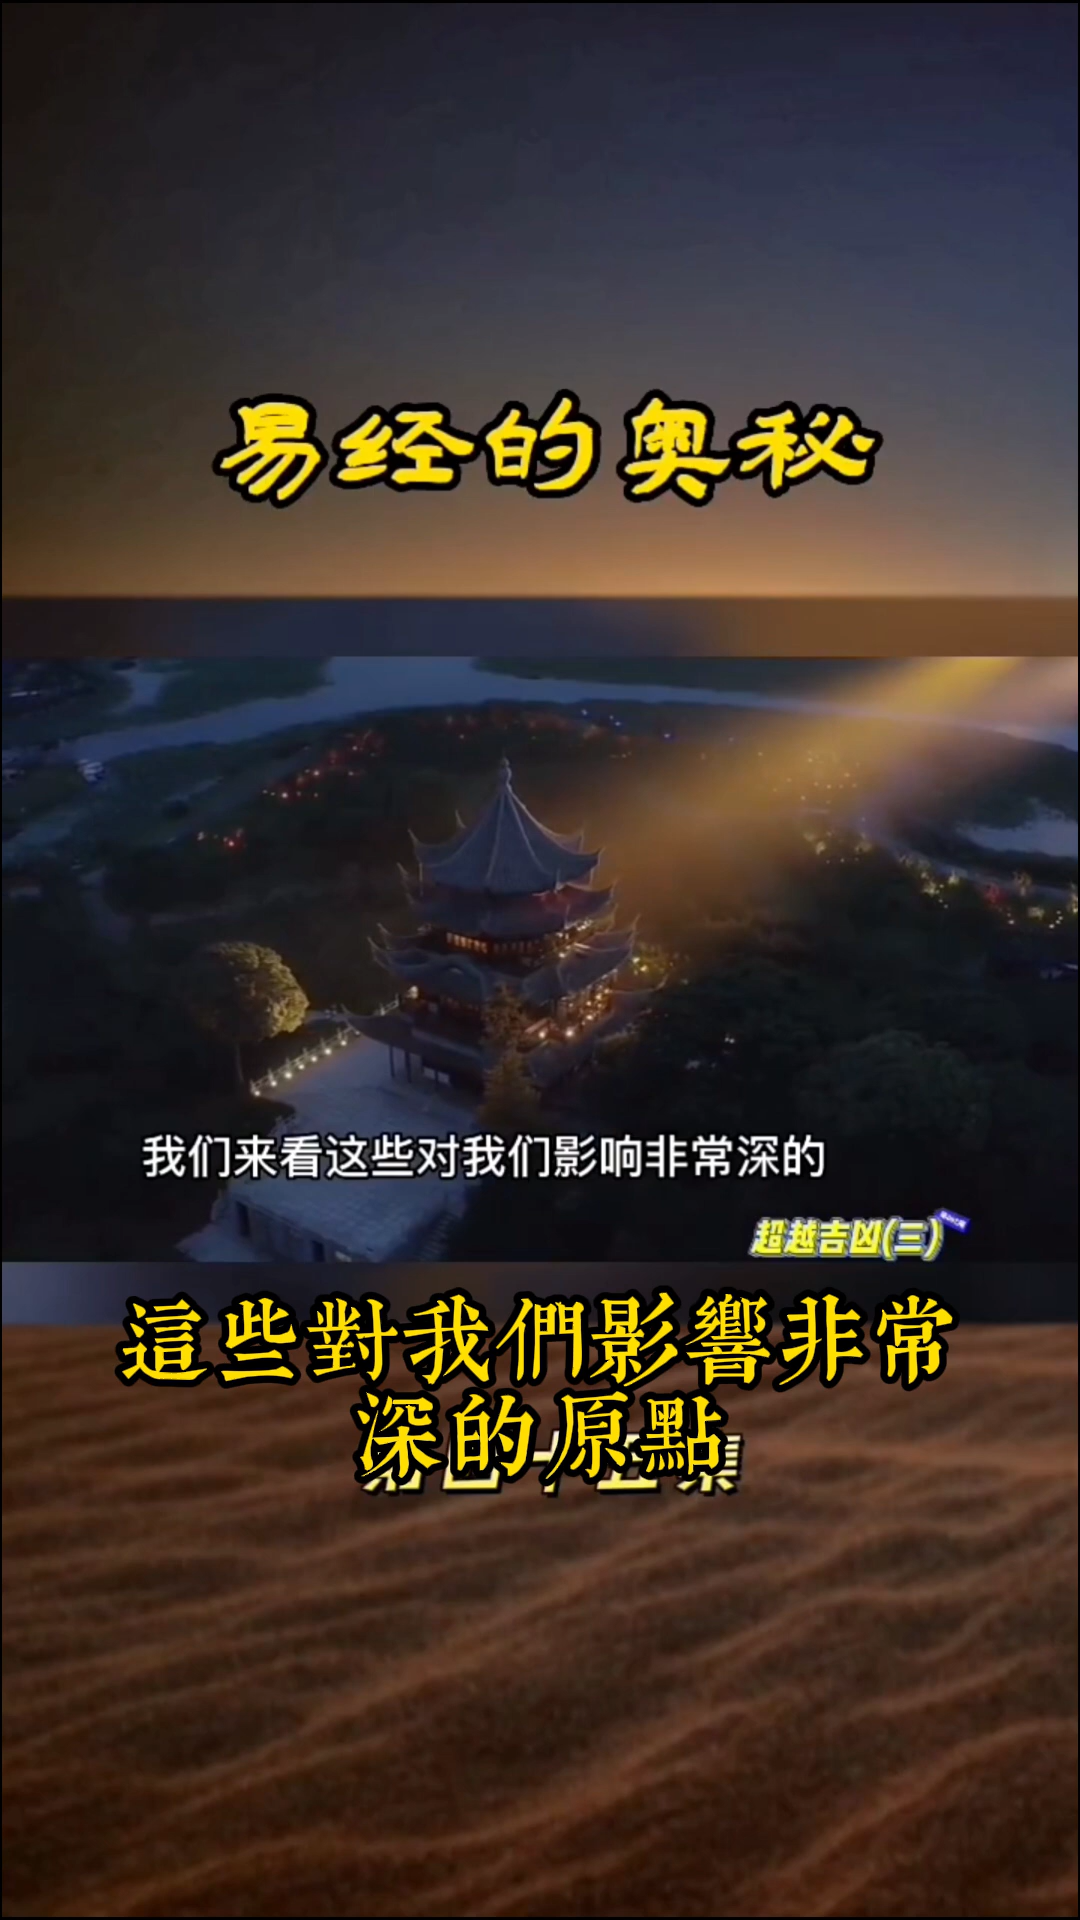 易经的奥秘
我们来看这些对我们影响非常深的
超越吉凶(三)
這些對我們影響非常
深的原點